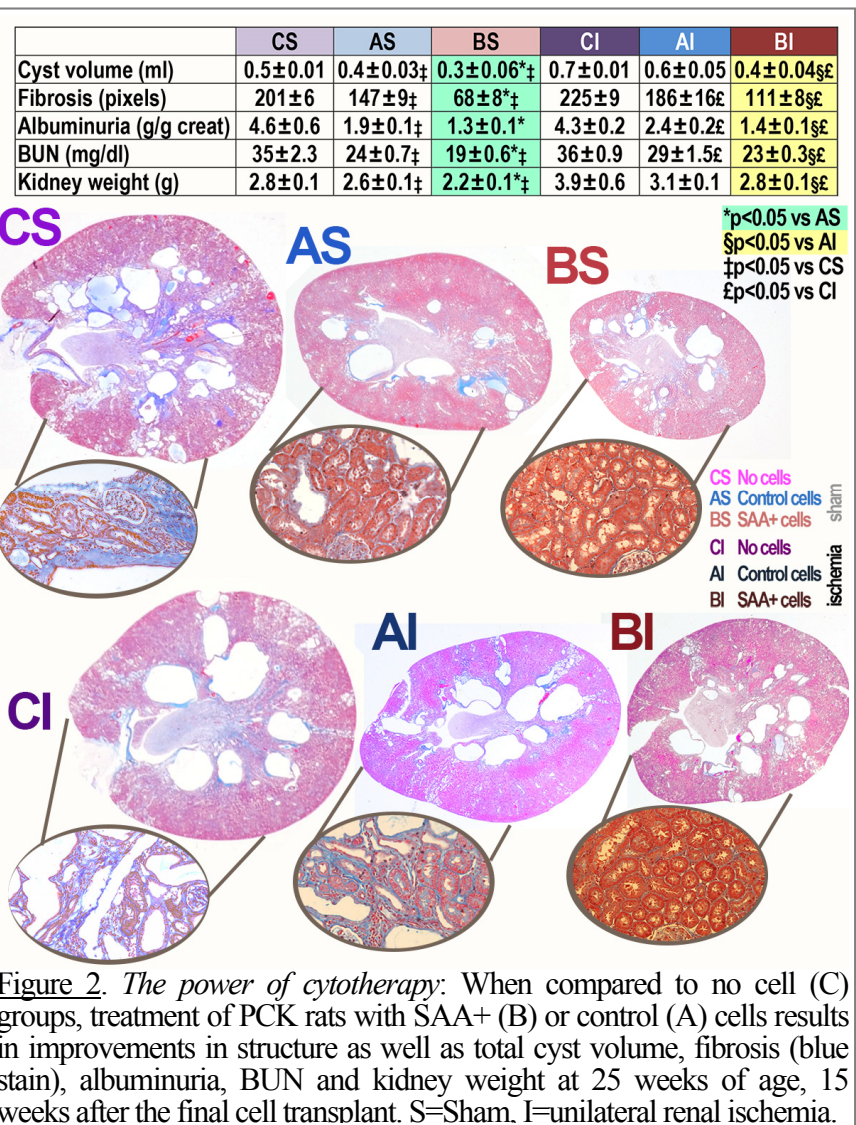 CS AS BS CI AI BI
Cyst volume (ml) 0.5±0.01 0.4±0.03‡ 0.3±0.06*‡ 0.7±0.01 0.6±0.05 0.4±0.04§£
Fibrosis (pixels) 201±6 147±9‡ 68±8*‡ 225±9 186±16£ 111±8§£
Albuminuria (g/g creat) 4.6±0.6 1.9±0.1‡ 1.3±0.1* 4.3±0.2 2.4±0.2£ 1.4±0.1§£
BUN (mg/dl) 35±2.3 24±0.7‡ 19±0.6*‡ 36±0.9 29±1.5£ 23±0.3§£
Kidney weight (g) 2.8±0.1 2.6±0.1‡ 2.2±0.1*‡ 3.9±0.6 3.1±0.1 2.8±0.1§£
*p<0.05 vs AS
§p<0.05 vs AI
‡p<0.05 vs CS
£p<0.05 vs CI
CS
AS
BS
CS No cells
AS Control cells
BS SAA+ cells
sham
CI No cells
AI Control cells
BI SAA+ cells
ischemia
CI
AI
BI
Figure 2. The power of cytotherapy: When compared to no cell (C)
groups, treatment of PCK rats with SAA+ (B) or control (A) cells results
in improvements in structure as well as total cyst volume, fibrosis (blue
stain), albuminuria, BUN and kidney weight at 25 weeks of age, 15
weeks after the final cell transplant. S=Sham, I=unilateral renal ischemia.